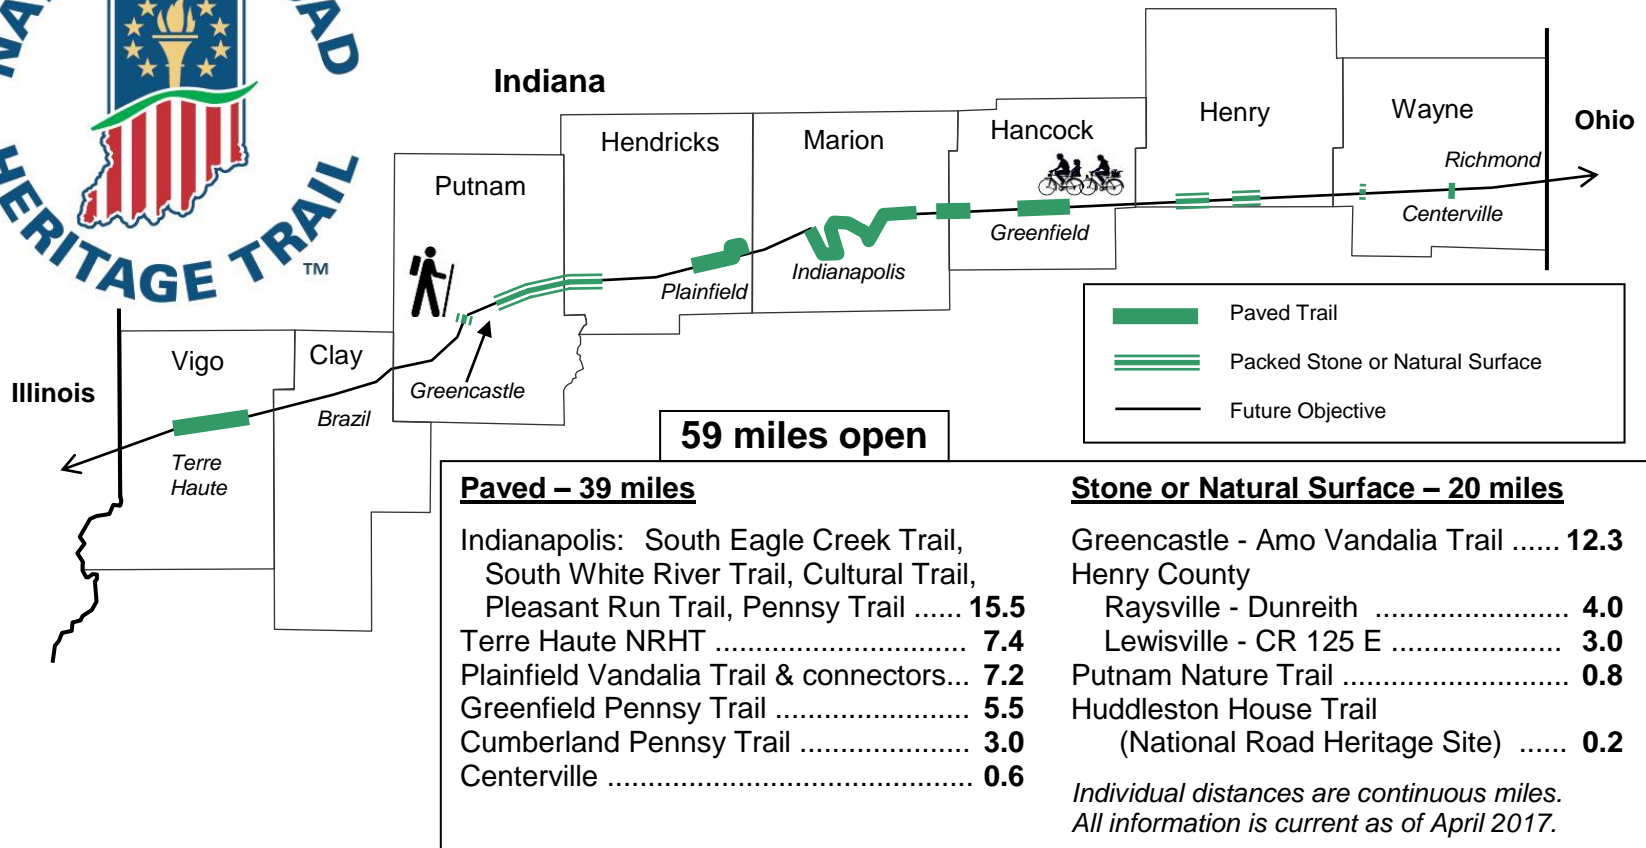 HERITAGE TRAIL
TM
Indiana
Ohio
Illinois
Vigo
Clay
Putnam
Hendricks
Marion
Hancock
Henry
Wayne
Richmond
Centerville
Greenfield
Indianapolis
Plainfield
Greencastle
Brazil
Terre
Haute
Paved Trail
Packed Stone or Natural Surface
Future Objective
59 miles open
Paved – 39 miles
Indianapolis: South Eagle Creek Trail,
South White River Trail, Cultural Trail,
Pleasant Run Trail, Pennsy Trail ...... 15.5
Terre Haute NRHT .............................. 7.4
Plainfield Vandalia Trail & connectors... 7.2
Greenfield Pennsy Trail ....................... 5.5
Cumberland Pennsy Trail .................... 3.0
Centerville ........................................... 0.6
Stone or Natural Surface – 20 miles
Greencastle - Amo Vandalia Trail ...... 12.3
Henry County
Raysville - Dunreith ....................... 4.0
Lewisville - CR 125 E ..................... 3.0
Putnam Nature Trail ........................... 0.8
Huddleston House Trail
(National Road Heritage Site) ...... 0.2
Individual distances are continuous miles.
All information is current as of April 2017.